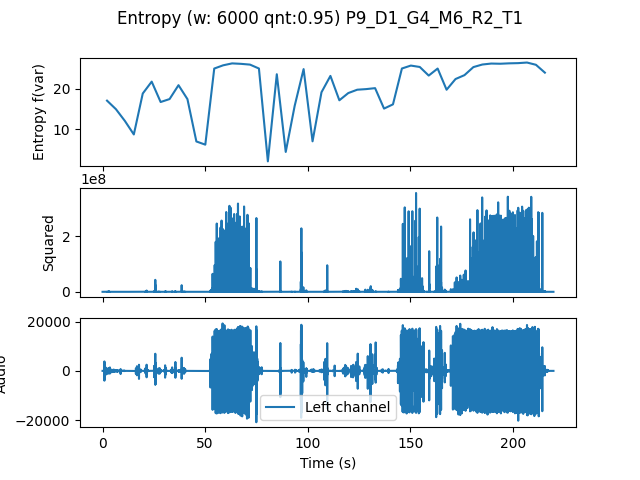 Entropy (w: 6000 qnt:0.95) P9_D1_G4_M6_R2_T1
Entropy f(var)
20
10
1e8
Squared
2
0
Audio
20000
0
−20000
Left channel
0
50
100
150
200
Time (s)